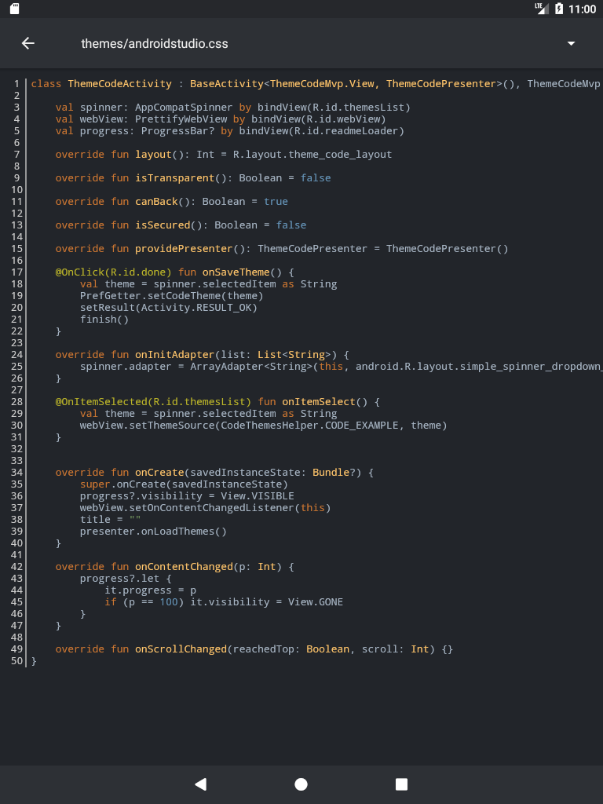 LTE 11:00
themes/androidstudio.css
1 class ThemeCodeActivity : BaseActivity<ThemeCodeMvp.View, ThemeCodePresenter>(), ThemeCodeMvp
2
3     val spinner: AppCompatSpinner by bindView(R.id.themesList)
4     val webView: PrettifyWebView by bindView(R.id.webView)
5     val progress: ProgressBar? by bindView(R.id.readmeLoader)
6
7     override fun layout(): Int = R.layout.theme_code_layout
8
9     override fun isTransparent(): Boolean = false
10
11     override fun canBack(): Boolean = true
12
13     override fun isSecured(): Boolean = false
14
15     override fun providePresenter(): ThemeCodePresenter = ThemeCodePresenter()
16
17     @OnClick(R.id.done) fun onSaveTheme() {
18         val theme = spinner.selectedItem as String
19         PrefGetter.setCodeTheme(theme)
20         setResult(Activity.RESULT_OK)
21         finish()
22     }
23
24     override fun onInitAdapter(list: List<String>) {
25         spinner.adapter = ArrayAdapter<String>(this, android.R.layout.simple_spinner_dropdown_
26     }
27
28     @OnItemSelected(R.id.themesList) fun onItemSelect() {
29         val theme = spinner.selectedItem as String
30         webView.setThemeSource(CodeThemesHelper.CODE_EXAMPLE, theme)
31     }
32
33
34     override fun onCreate(savedInstanceState: Bundle?) {
35         super.onCreate(savedInstanceState)
36         progress?.visibility = View.VISIBLE
37         webView.setOnContentChangedListener(this)
38         title = ""
39         presenter.onLoadThemes()
40     }
41
42     override fun onContentChanged(p: Int) {
43         progress?.let {
44             it.progress = p
45             if (p == 100) it.visibility = View.GONE
46         }
47     }
48
49     override fun onScrollChanged(reachedTop: Boolean, scroll: Int) {}
50 }